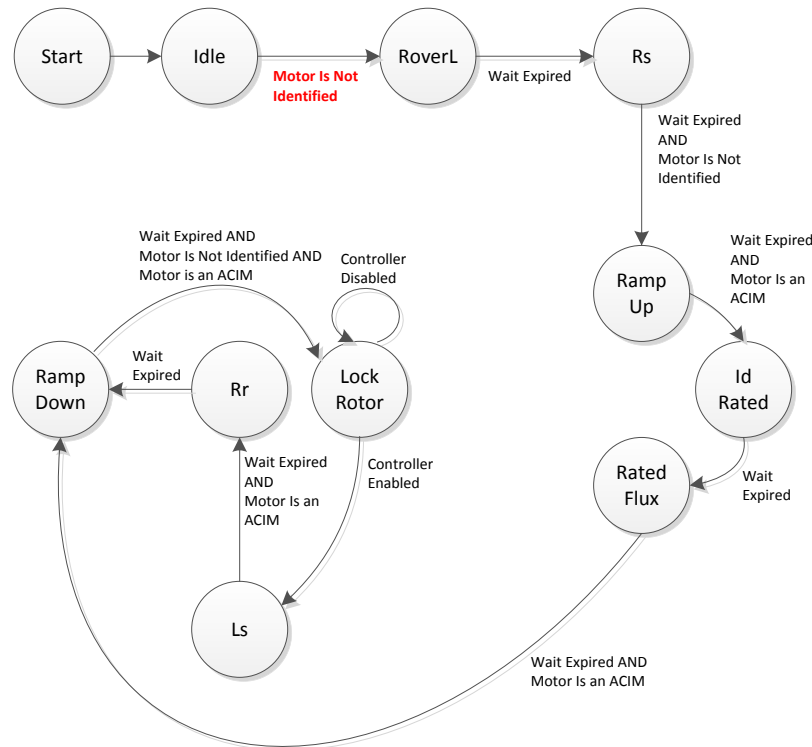 Start
Idle
Motor Is Not
Identified
RoverL
Wait Expired
Rs
Wait Expired
AND
Motor Is Not
Identified
Ramp
Up
Wait Expired
AND
Motor Is an
ACIM
Id
Rated
Wait
Expired
Rated
Flux
Wait Expired AND
Motor Is an ACIM
Ramp
Down
Wait Expired AND
Motor Is Not Identified AND
Motor is an ACIM
Controller
Disabled
Lock
Rotor
Controller
Enabled
Ls
Wait Expired
AND
Motor Is an
ACIM
Rr
Wait
Expired